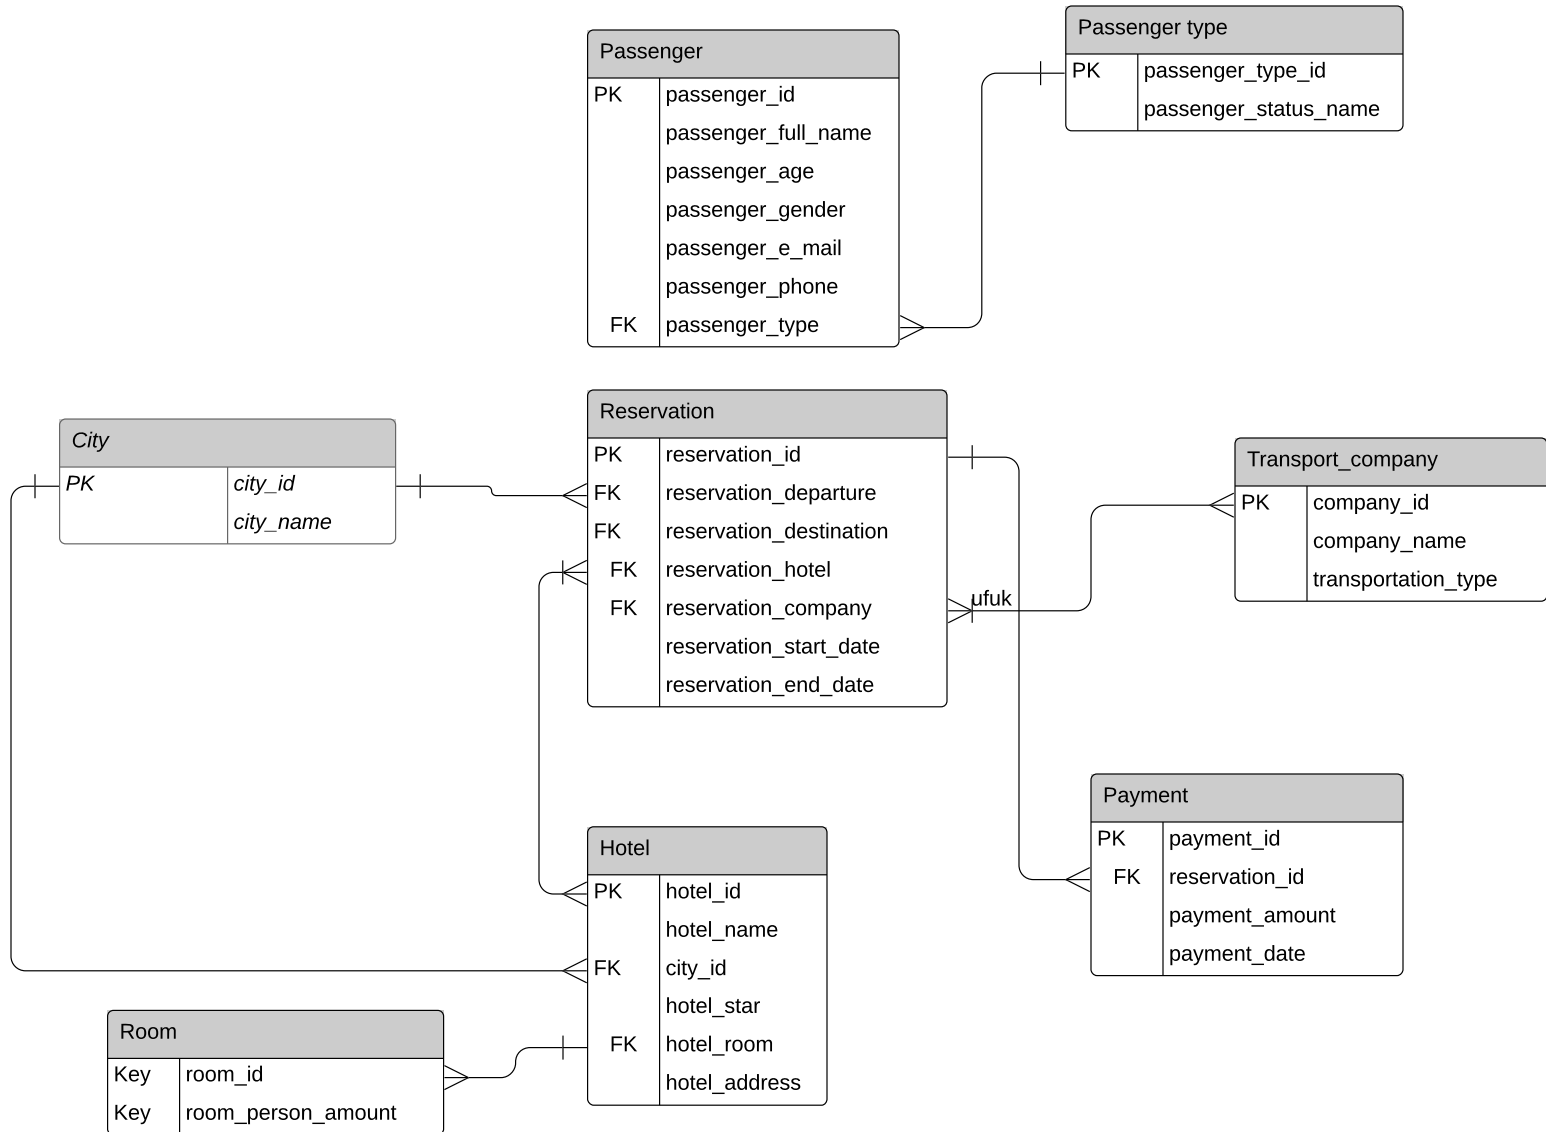 Passenger
PK passenger_id
passenger_full_name
passenger_age
passenger_gender
passenger_e_mail
passenger_phone
FK passenger_type
Passenger type
PK passenger_type_id
passenger_status_name
City
PK city_id
city_name
Reservation
PK reservation_id
FK reservation_departure
FK reservation_destination
FK reservation_hotel
FK reservation_company
reservation_start_date
reservation_end_date
ufuk
Transport_company
PK company_id
company_name
transportation_type
Payment
PK payment_id
FK reservation_id
payment_amount
payment_date
Hotel
PK hotel_id
hotel_name
FK city_id
hotel_star
FK hotel_room
hotel_address
Room
Key room_id
Key room_person_amount